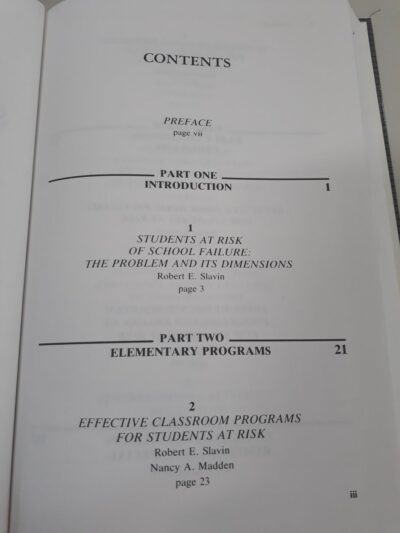 CONTENTS
PREFACE
page vii
PART ONE
INTRODUCTION 1
1
STUDENTS AT RISK
OF SCHOOL FAILURE:
THE PROBLEM AND ITS DIMENSIONS
Robert E. Slavin
page 3
PART TWO
ELEMENTARY PROGRAMS 21
2
EFFECTIVE CLASSROOM PROGRAMS
FOR STUDENTS AT RISK
Robert E. Slavin
Nancy A. Madden
page 23
iii